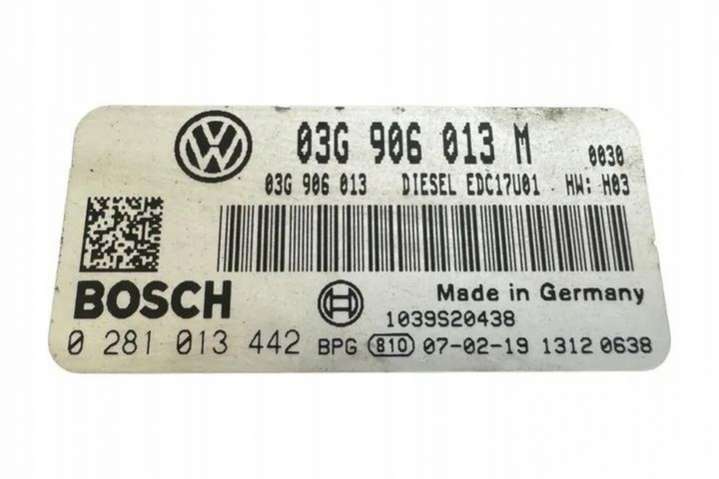 03G 906 013 M 0030
03G 906 013 DIESEL EDC17U01 HW: H03
BOSCH
Made in Germany
1039S20438
0 281 013 442 BPG 810 07-02-19 1312 0638